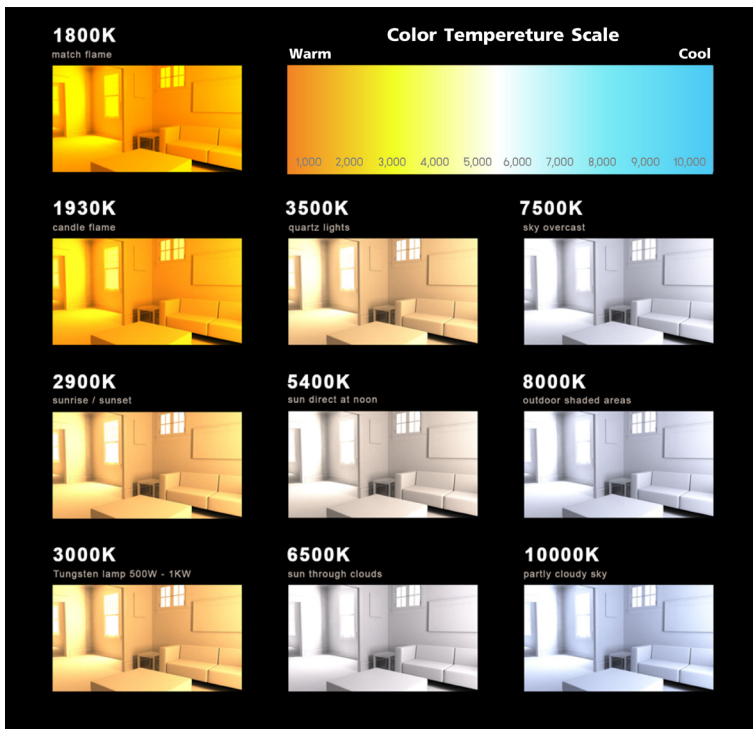 1800K
match flame
Color Tempereture Scale
Warm Cool
1,000 2,000 3,000 4,000 5,000 6,000 7,000 8,000 9,000 10,000
1930K
candle flame
3500K
quartz lights
7500K
sky overcast
2900K
sunrise / sunset
5400K
sun direct at noon
8000K
outdoor shaded areas
3000K
Tungsten lamp 500W - 1KW
6500K
sun through clouds
10000K
partly cloudy sky